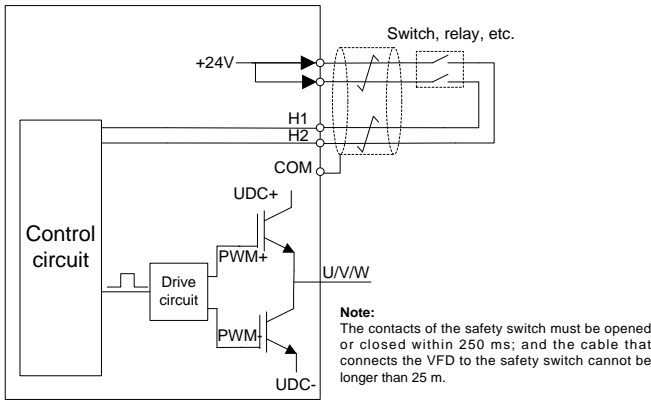 Switch, relay, etc.
+24V
H1
H2
COM
UDC+
Control
circuit
PWM+
Drive
circuit
U/V/W
PWM-
UDC-
Note:
The contacts of the safety switch must be opened
or closed within 250 ms; and the cable that
connects the VFD to the safety switch cannot be
longer than 25 m.